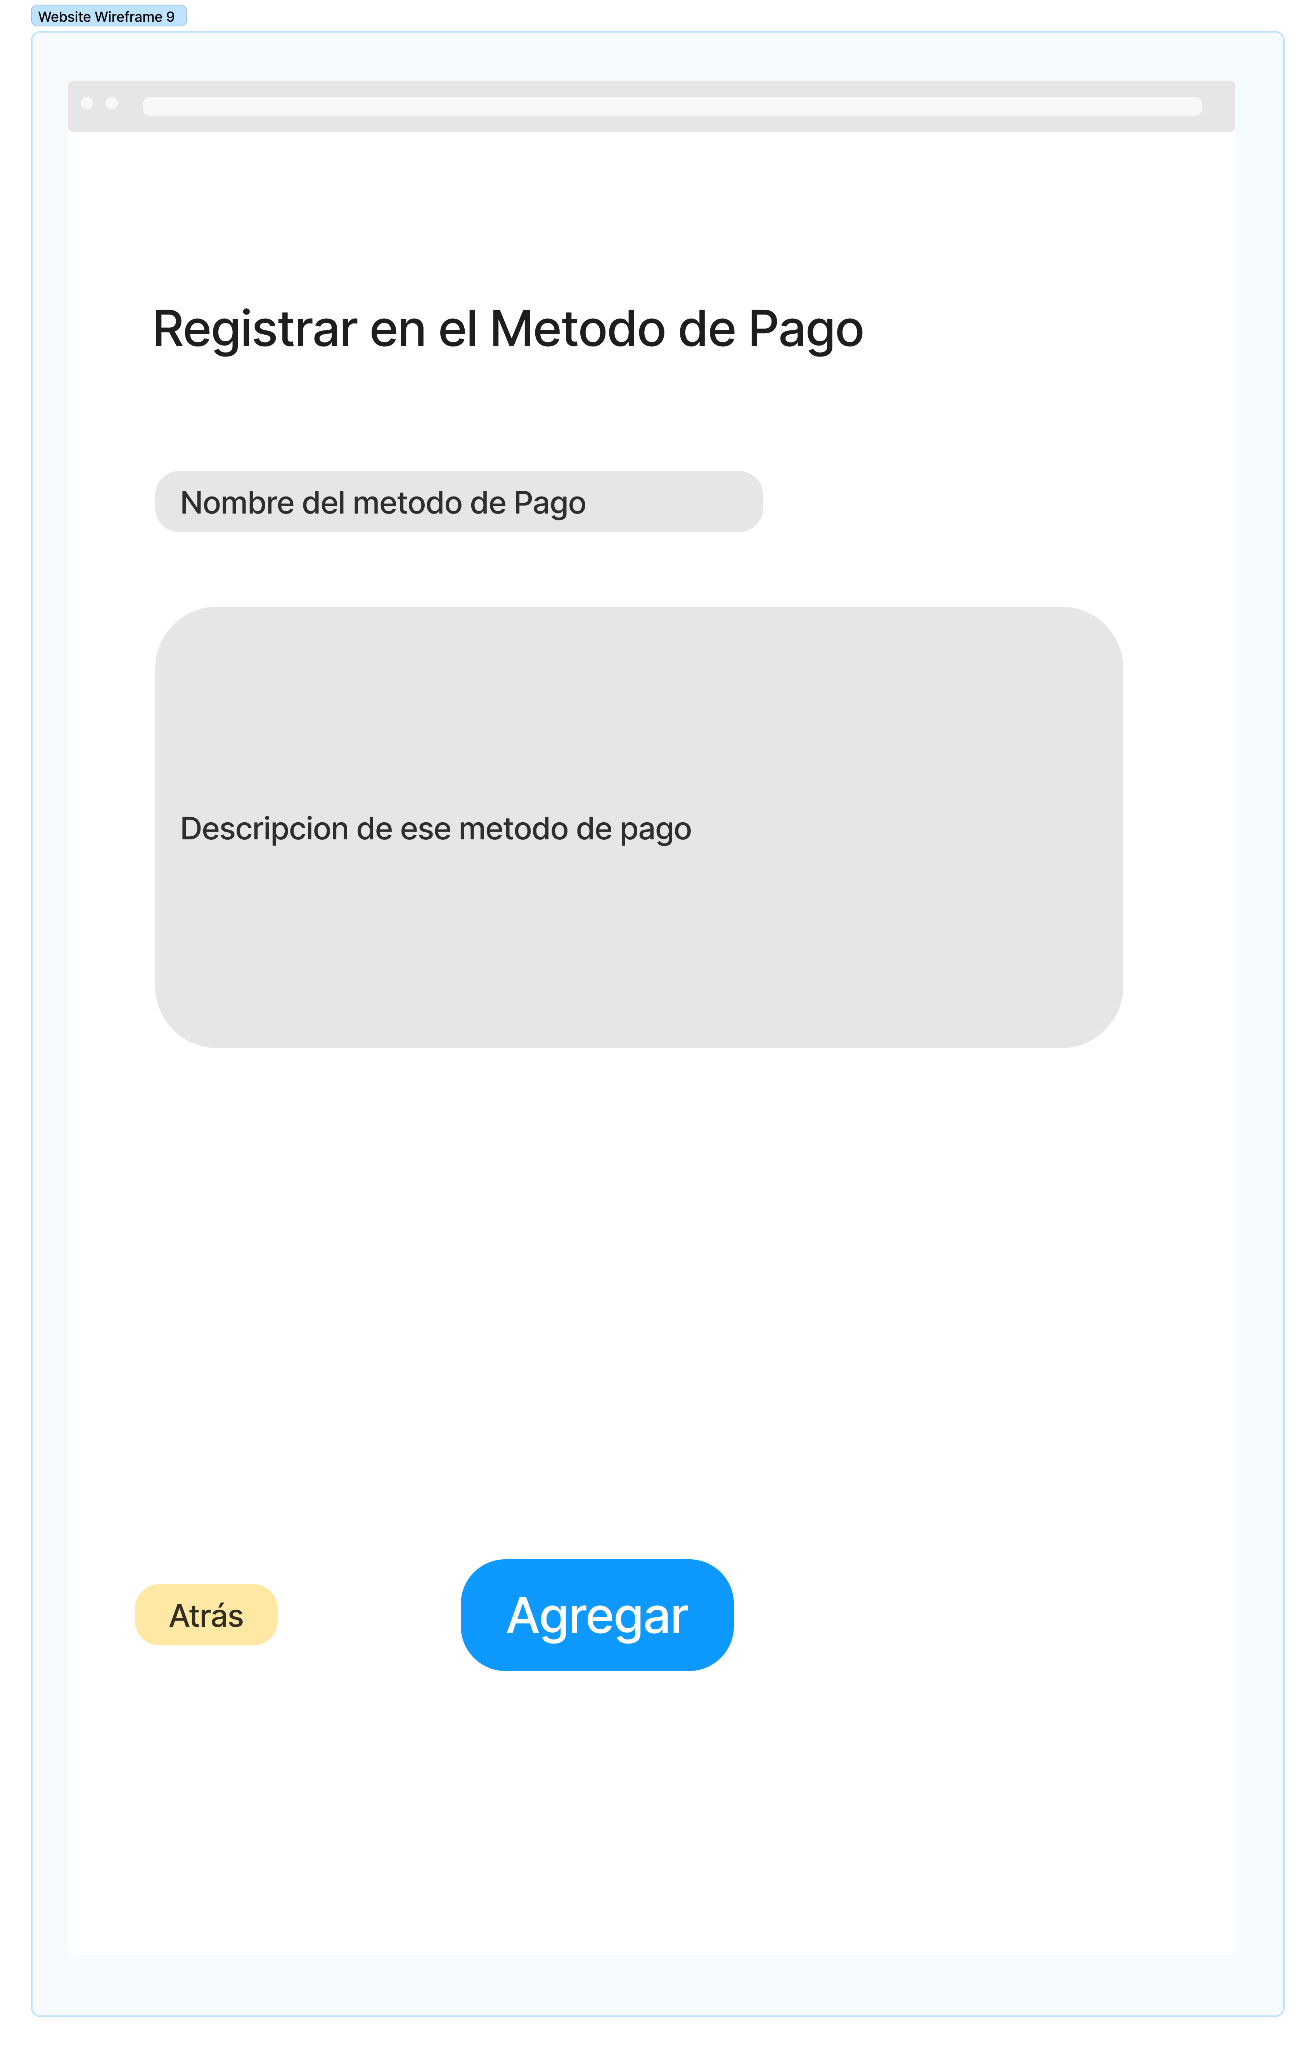 Website Wireframe 9
Registrar en el Metodo de Pago
Nombre del metodo de Pago
Descripcion de ese metodo de pago
Atrás
Agregar